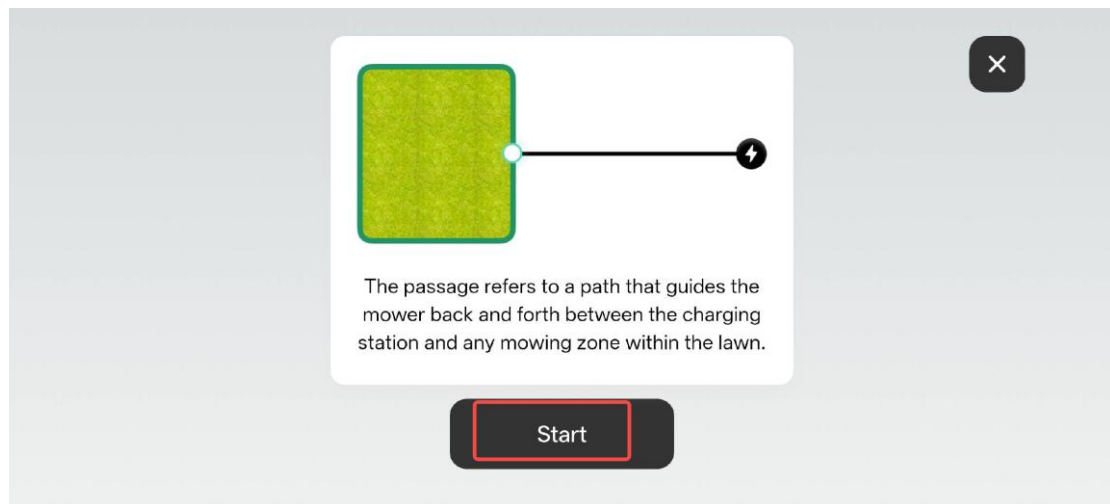 The passage refers to a path that guides the
mower back and forth between the charging
station and any mowing zone within the lawn.
Start